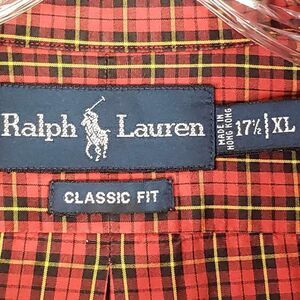 Ralph Lauren
MADE IN
HONG KONG
17½ XL
CLASSIC FIT